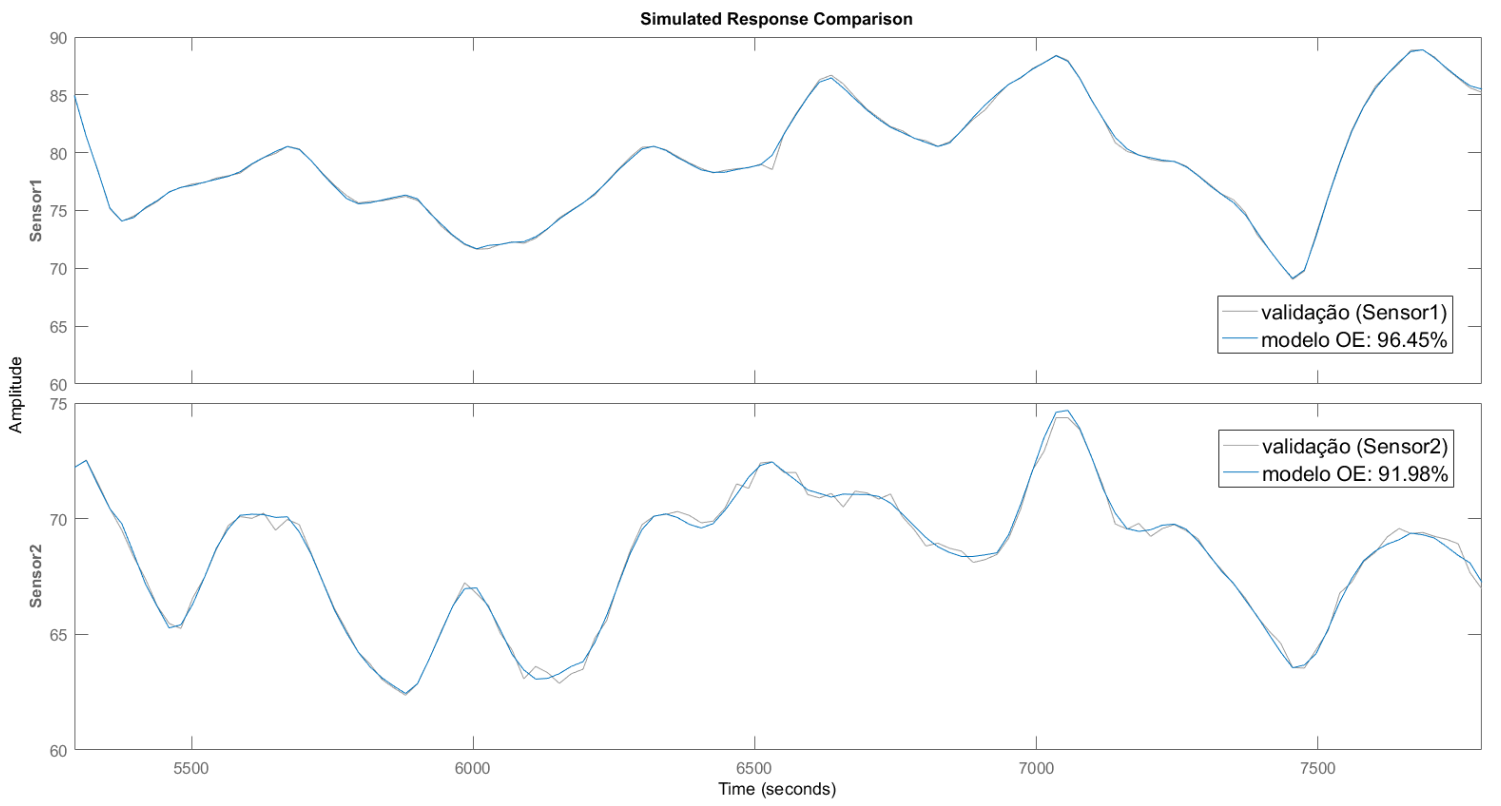 Simulated Response Comparison
90
85
80
75
70
65
60
Sensor1
validação (Sensor1)
modelo OE: 96.45%
Amplitude
75
70
65
60
Sensor2
validação (Sensor2)
modelo OE: 91.98%
5500
6000
6500
7000
7500
Time (seconds)